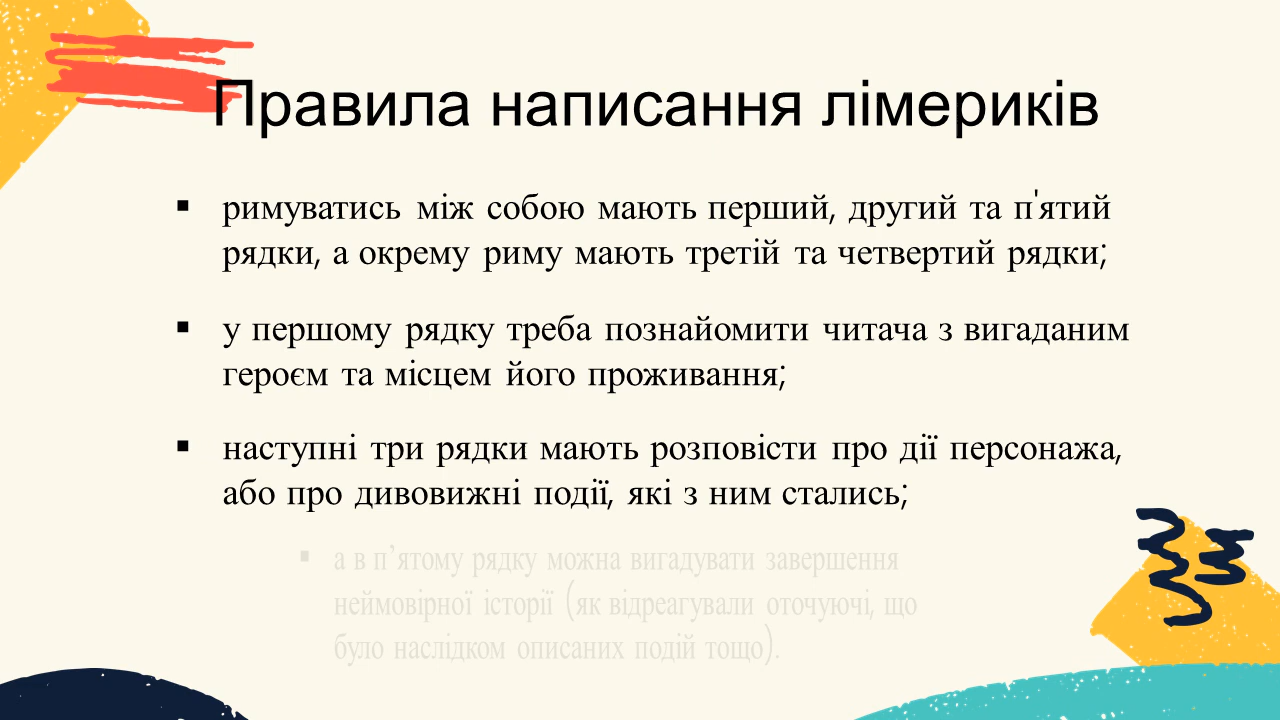 Правила написання лімериків
▪ римуватись між собою мають перший, другий та п'ятий
рядки, а окрему риму мають третій та четвертий рядки;
▪ у першому рядку треба познайомити читача з вигаданим
героєм та місцем його проживання;
▪ наступні три рядки мають розповісти про дії персонажа,
або про дивовижні події, які з ним стались;
▪ а в п’ятому рядку можна вигадувати завершення
неймовірної історії (як відреагували оточуючі, що
було наслідком описаних подій тощо).